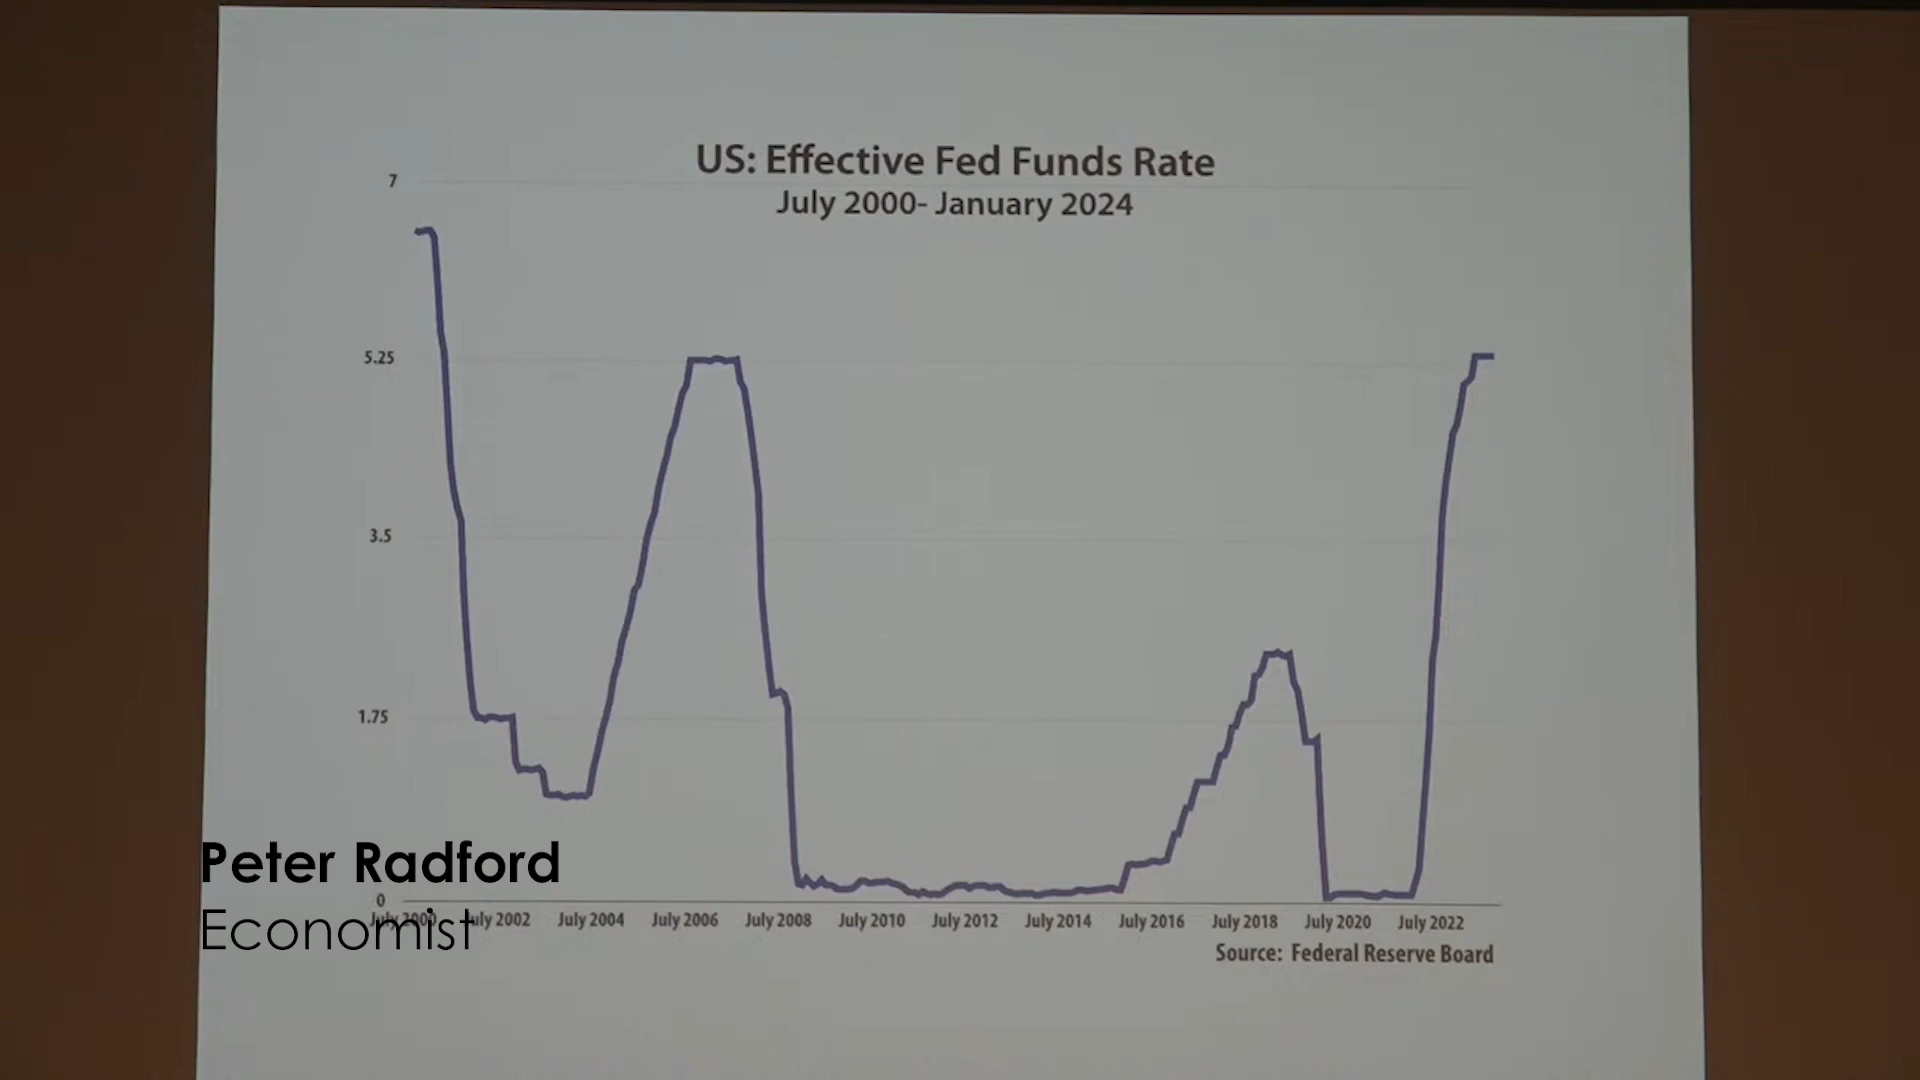 US: Effective Fed Funds Rate
July 2000- January 2024
7
5.25
3.5
1.75
0
July 2000 July 2002 July 2004 July 2006 July 2008 July 2010 July 2012 July 2014 July 2016 July 2018 July 2020 July 2022
Source: Federal Reserve Board
Peter Radford
Economist